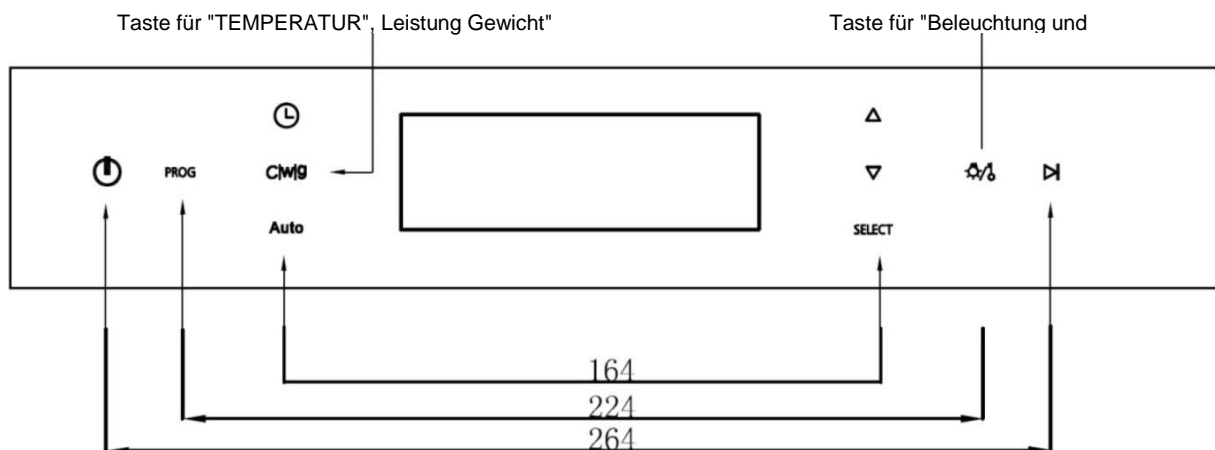 Taste für "TEMPERATUR", Leistung Gewicht"
Taste für "Beleuchtung und
PROG
C|W|g
Auto
SELECT
164
224
264